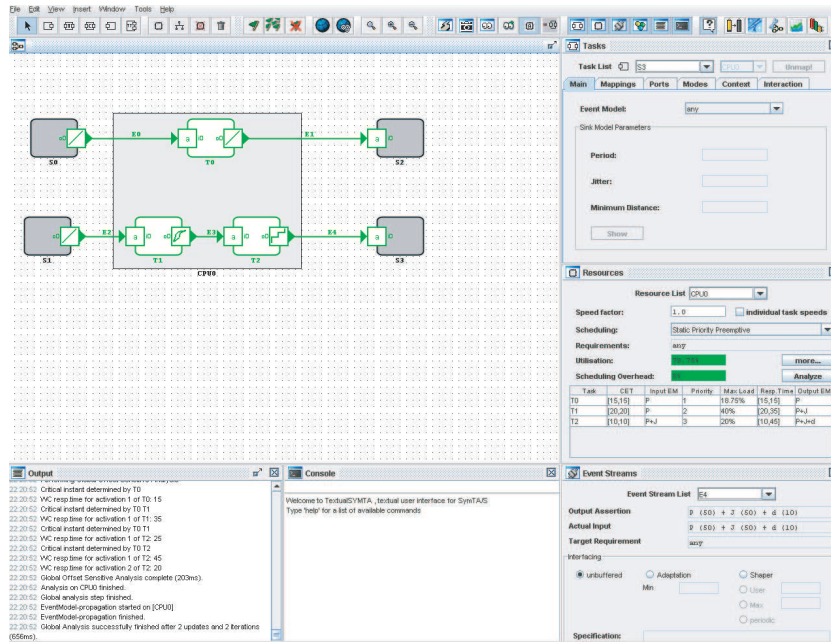 File Edit View Insert Window Tools Help
Tasks
Task List S3 CPU0 Unmap!
Main Mappings Ports Modes Context Interaction
Event Model: any
Sink Model Parameters
Period:
Jitter:
Minimum Distance:
Show
S0 a iO sO T0 E0 E1 a iO S2
S1 E2 a iO sO T1 E3 a iO sO T2 E4 a iO S3
CPU0
Resources
Resource List CPU0
Speed factor: 1.0 individual task speeds
Scheduling: Static Priority Preemptive
Requirements: any
Utilisation: more...
Scheduling Overhead: Analyze
Task CET Input EM Priority Max Load Resp.Time Output EM
T0 [15,15] P 1 18.75% [15,15] P
T1 [20,20] P 2 40% [20,35] P+J
T2 [10,10] P+J 3 20% [10,45] P+J+d
Output
22:20:52 Critical instant determined by T0
22:20:52 WC resp.time for activation 1 of T0: 15
22:20:52 Critical instant determined by T0 T1
22:20:52 WC resp.time for activation 1 of T1: 35
22:20:52 Critical instant determined by T0 T1
22:20:52 WC resp.time for activation 1 of T2: 25
22:20:52 Critical instant determined by T0 T2
22:20:52 WC resp.time for activation 1 of T2: 45
22:20:52 WC resp.time for activation 2 of T2: 20
22:20:52 Global Offset Sensitive Analysis complete (203ms).
22:20:52 Analysis on CPU0 finished.
22:20:52 Global analysis step finished.
22:20:52 EventModel-propagation started on [CPU0]
22:20:52 EventModel-propagation finished.
22:20:52 Global Analysis successfully finished after 2 updates and 2 iterations
(656ms).
Console
Welcome to TextualSYMTA , textual user interface for SymTA/S
Type 'help' for a list of available commands
Event Streams
Event Stream List E4
Output Assertion P (50) + J (50) + d (10)
Actual Input P (50) + J (50) + d (10)
Target Requirement any
Interfacing
unbuffered Adaptation Shaper
Min User
Max
periodic
Specification: